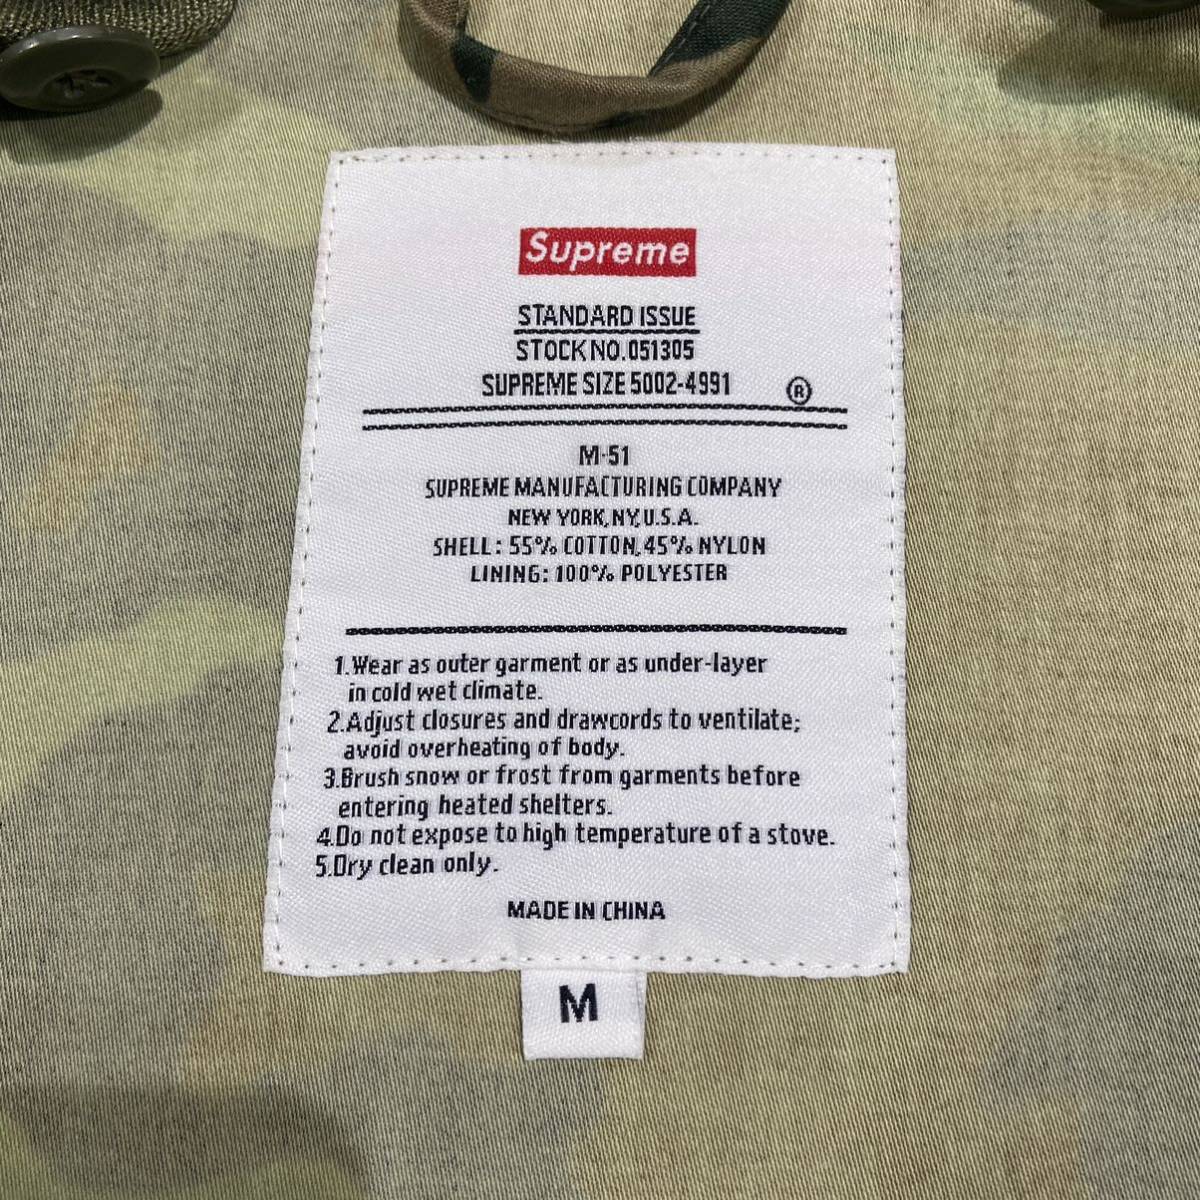 Supreme
STANDARD ISSUE
STOCK NO. 051305
SUPREME SIZE 5002-4991 ®
M-51
SUPREME MANUFACTURING COMPANY
NEW YORK, NY, U.S.A.
SHELL: 55% COTTON, 45% NYLON
LINING: 100% POLYESTER
1. Wear as outer garment or as under-layer
in cold wet climate.
2. Adjust closures and drawcords to ventilate;
avoid overheating of body.
3. Brush snow or frost from garments before
entering heated shelters.
4. Do not expose to high temperature of a stove.
5. Dry clean only.
MADE IN CHINA
M